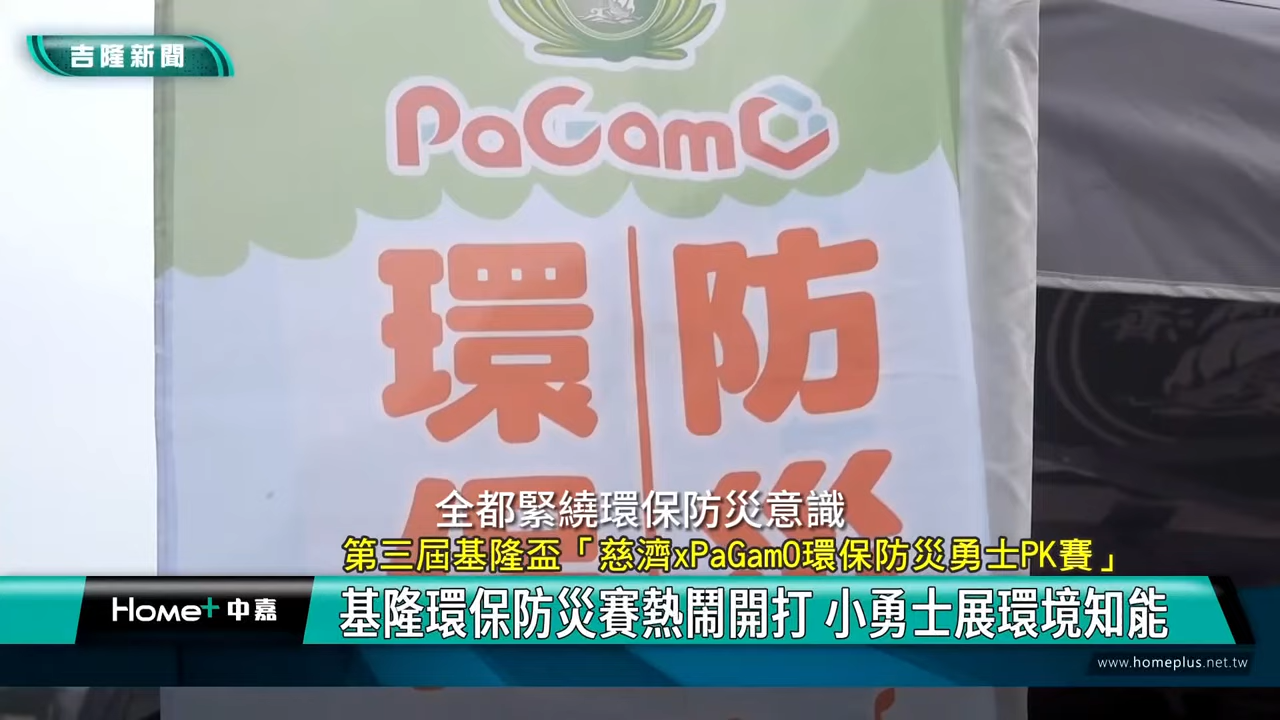 吉隆新聞
PaGamO
環 防
保 災
全都緊繞環保防災意識
第三屆基隆盃「慈濟xPaGamO環保防災勇士PK賽」
Home+中嘉
基隆環保防災賽熱鬧開打 小勇士展環境知能
www.homeplus.net.tw